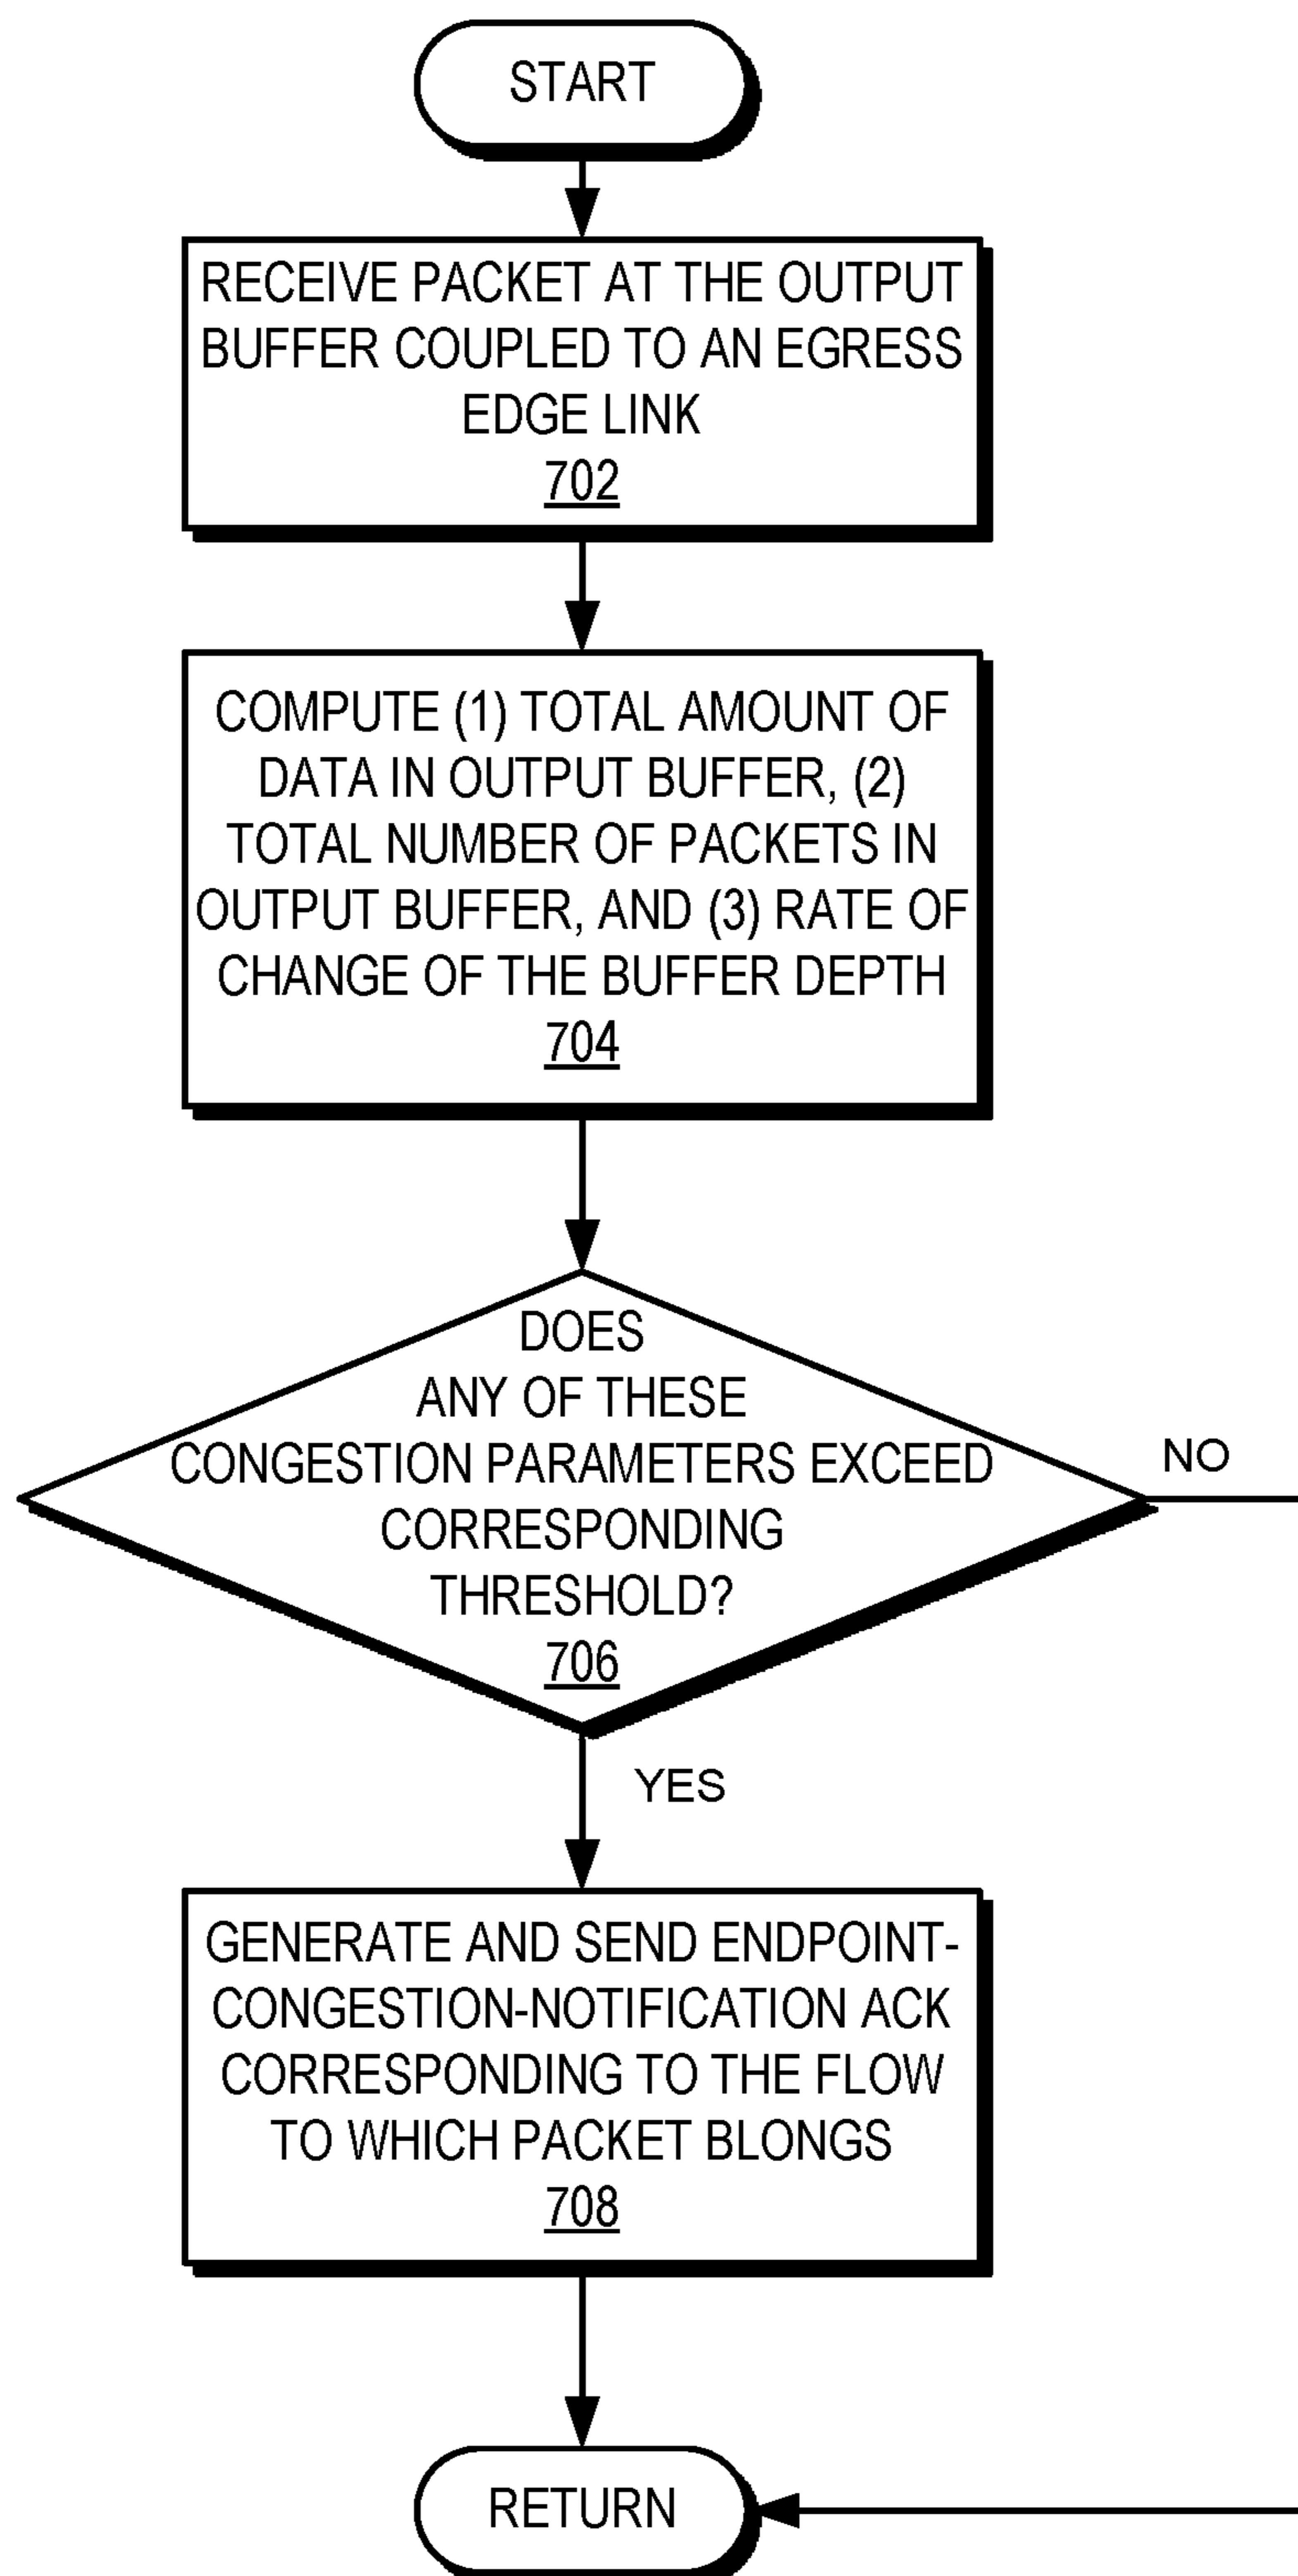 START
RECEIVE PACKET AT THE OUTPUT
BUFFER COUPLED TO AN EGRESS
EDGE LINK
702
COMPUTE (1) TOTAL AMOUNT OF
DATA IN OUTPUT BUFFER, (2)
TOTAL NUMBER OF PACKETS IN
OUTPUT BUFFER, AND (3) RATE OF
CHANGE OF THE BUFFER DEPTH
704
DOES
ANY OF THESE
CONGESTION PARAMETERS EXCEED
CORRESPONDING
THRESHOLD?
706
NO
YES
GENERATE AND SEND ENDPOINT-
CONGESTION-NOTIFICATION ACK
CORRESPONDING TO THE FLOW
TO WHICH PACKET BLONGS
708
RETURN